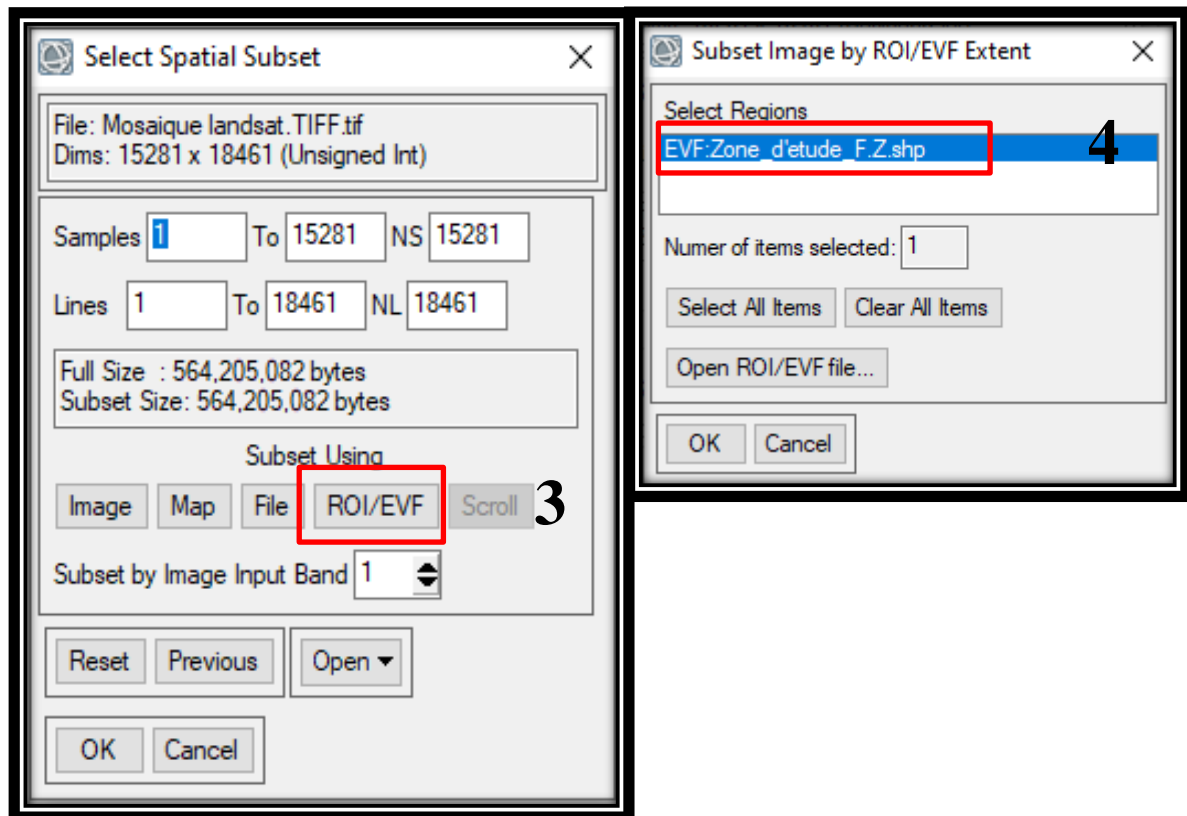 Select Spatial Subset
File: Mosaique landsat.TIFF.tif
Dims: 15281 x 18461 (Unsigned Int)
Samples 1 To 15281 NS 15281
Lines 1 To 18461 NL 18461
Full Size : 564,205,082 bytes
Subset Size: 564,205,082 bytes
Subset Using
Image Map File ROI/EVF Scroll 3
Subset by Image Input Band 1
Reset Previous Open
OK Cancel
Subset Image by ROI/EVF Extent
Select Regions
EVF:Zone_d'etude_F.Z.shp 4
Numer of items selected: 1
Select All Items Clear All Items
Open ROI/EVF file...
OK Cancel